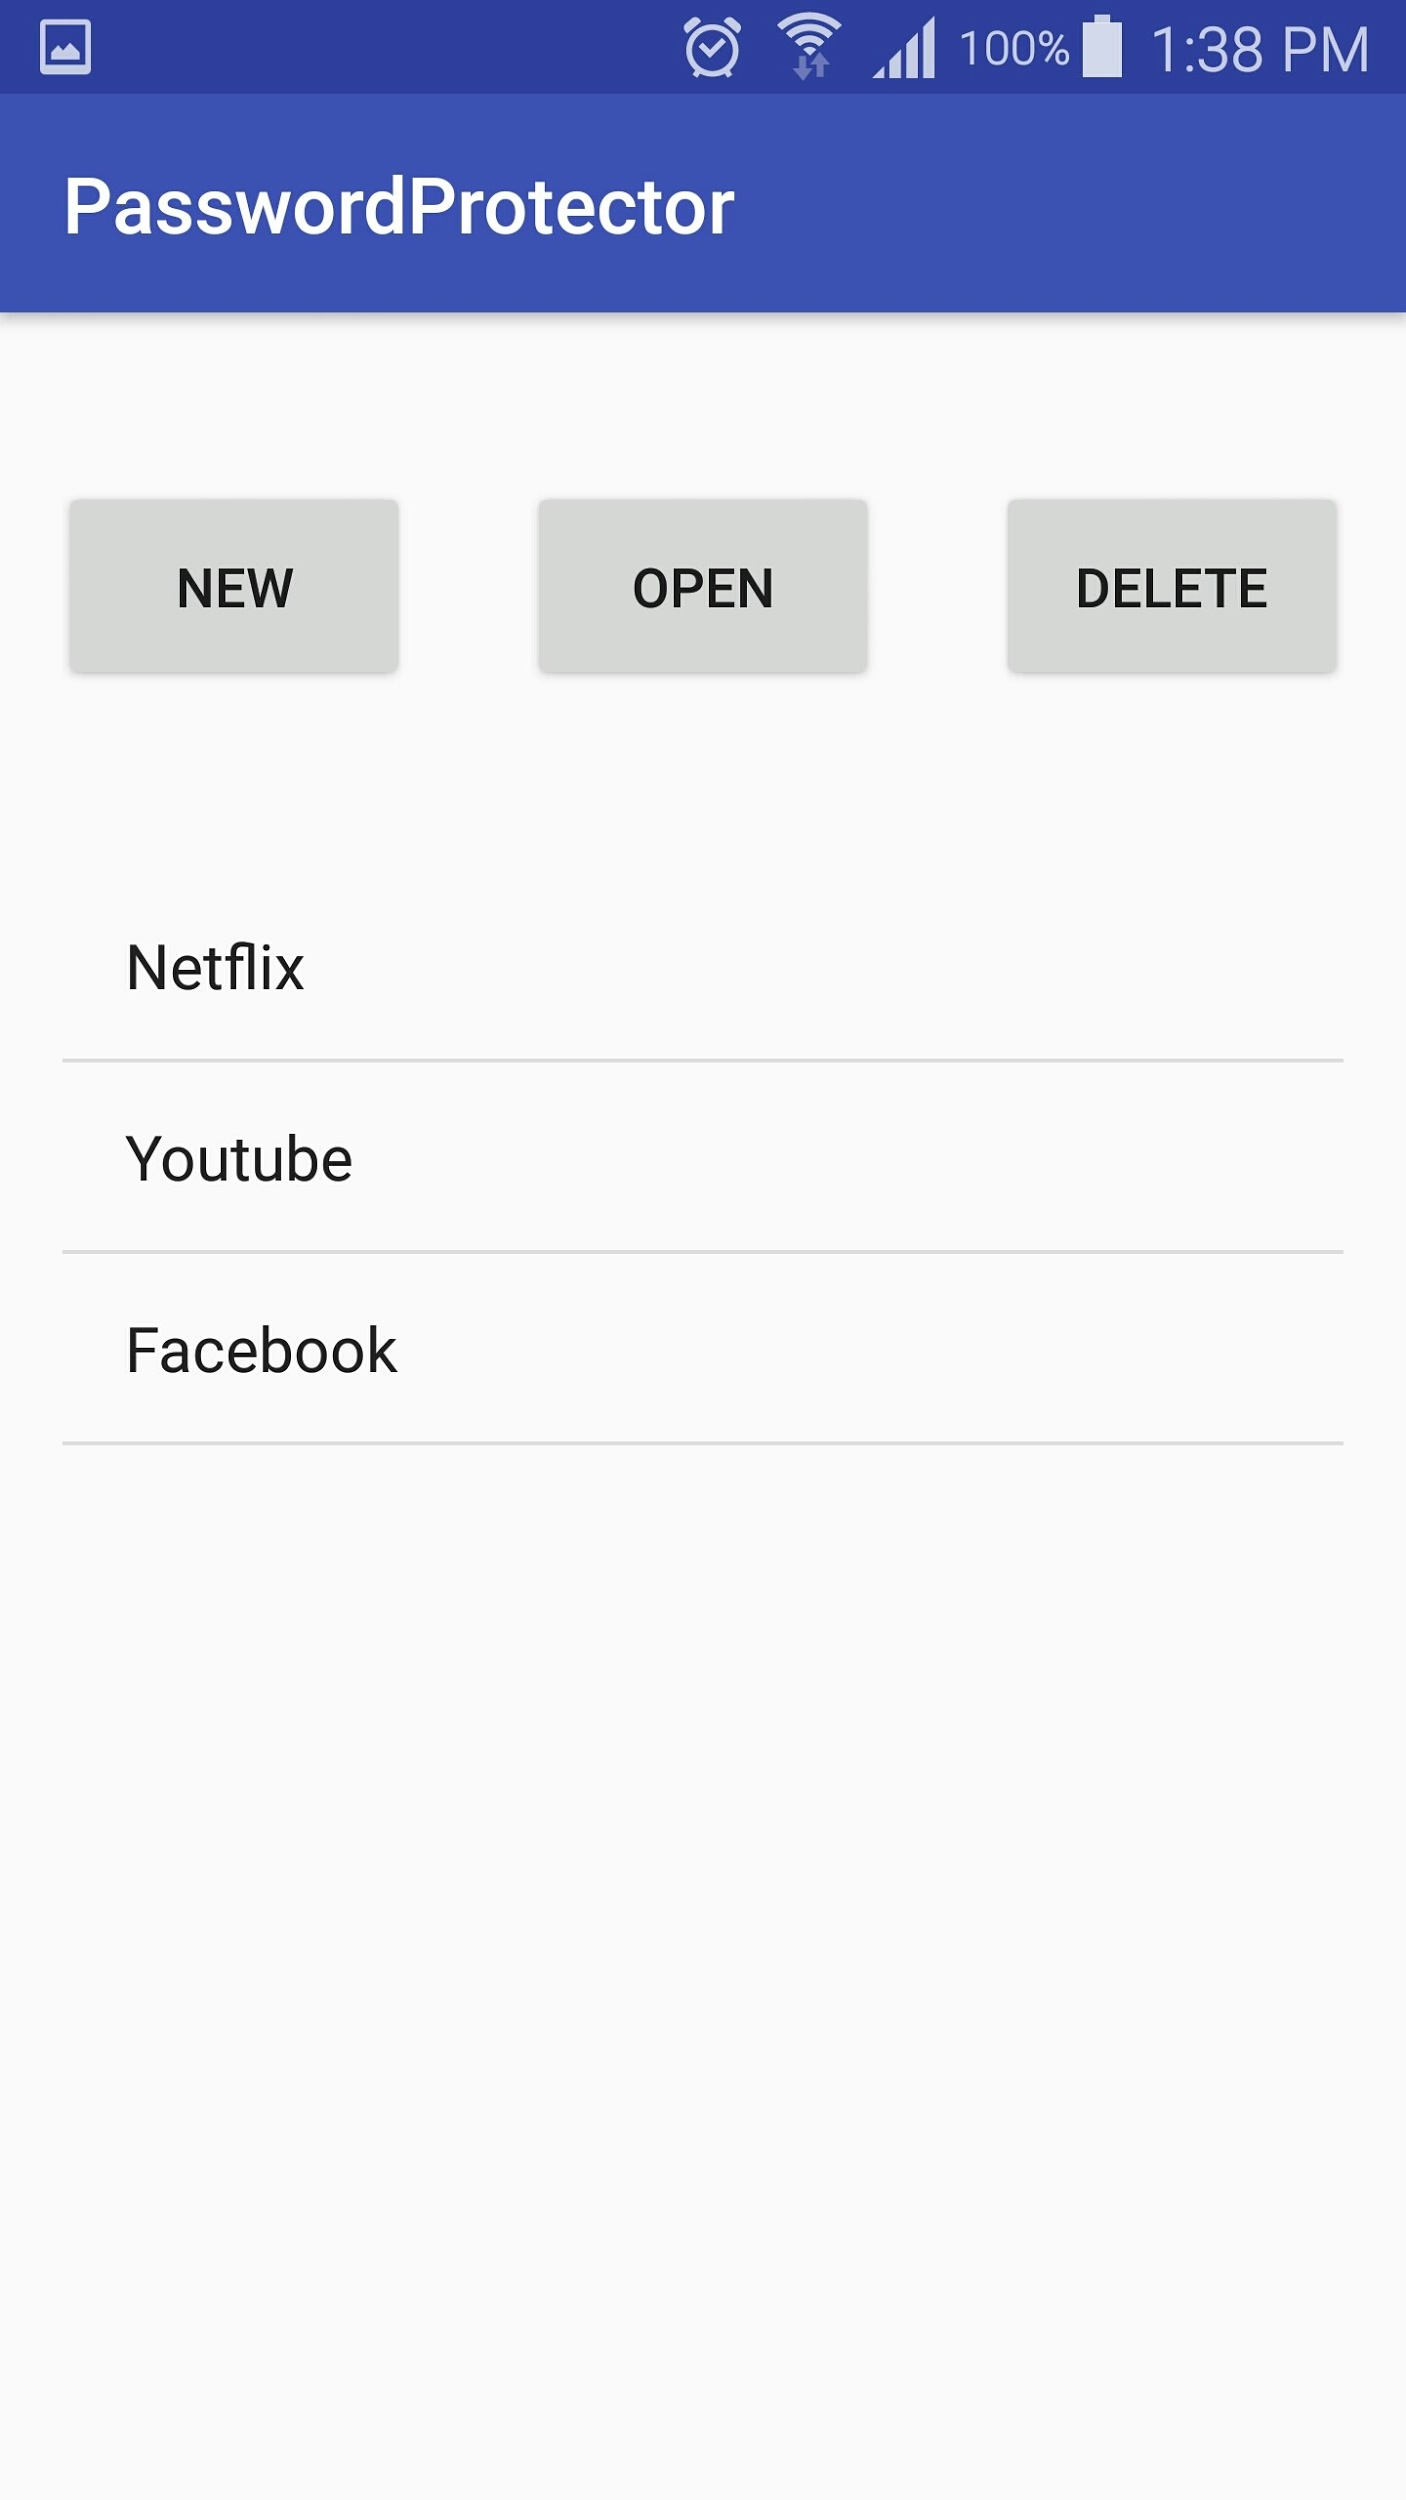 100% 1:38 PM
PasswordProtector
NEW OPEN DELETE
Netflix
Youtube
Facebook